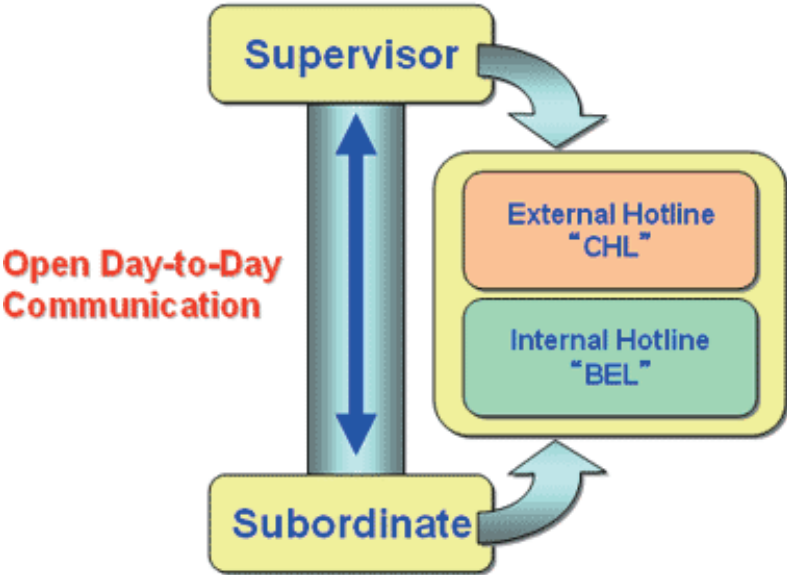 Supervisor
External Hotline
“CHL”
Open Day-to-Day
Communication
Internal Hotline
“BEL”
Subordinate